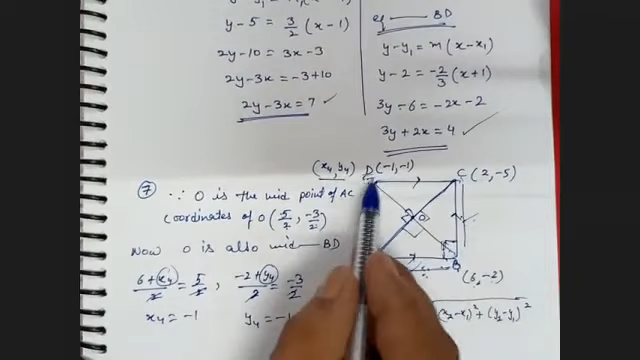 y-5 = 3/2 (x-1)
2y-10 = 3x-3
2y-3x = -3+10
2y-3x = 7 ✓
eq —— BD
y-y₁ = m(x-x₁)
y-2 = -2/3 (x+1)
3y-6 = -2x-2
3y+2x = 4 ✓
(x₄, y₄) D(-1,-1)
C(2,-5)
O
B
(6,-2)
⑦ ∵ O is the mid point of AC
Coordinates of O (5/2, -3/2)
Now O is also mid —— BD
6+x₄/2 = 5/2, -2+y₄/2 = -3/2
x₄ = -1 y₄ = -1
(x₂-x₁)²+(y₂-y₁)²